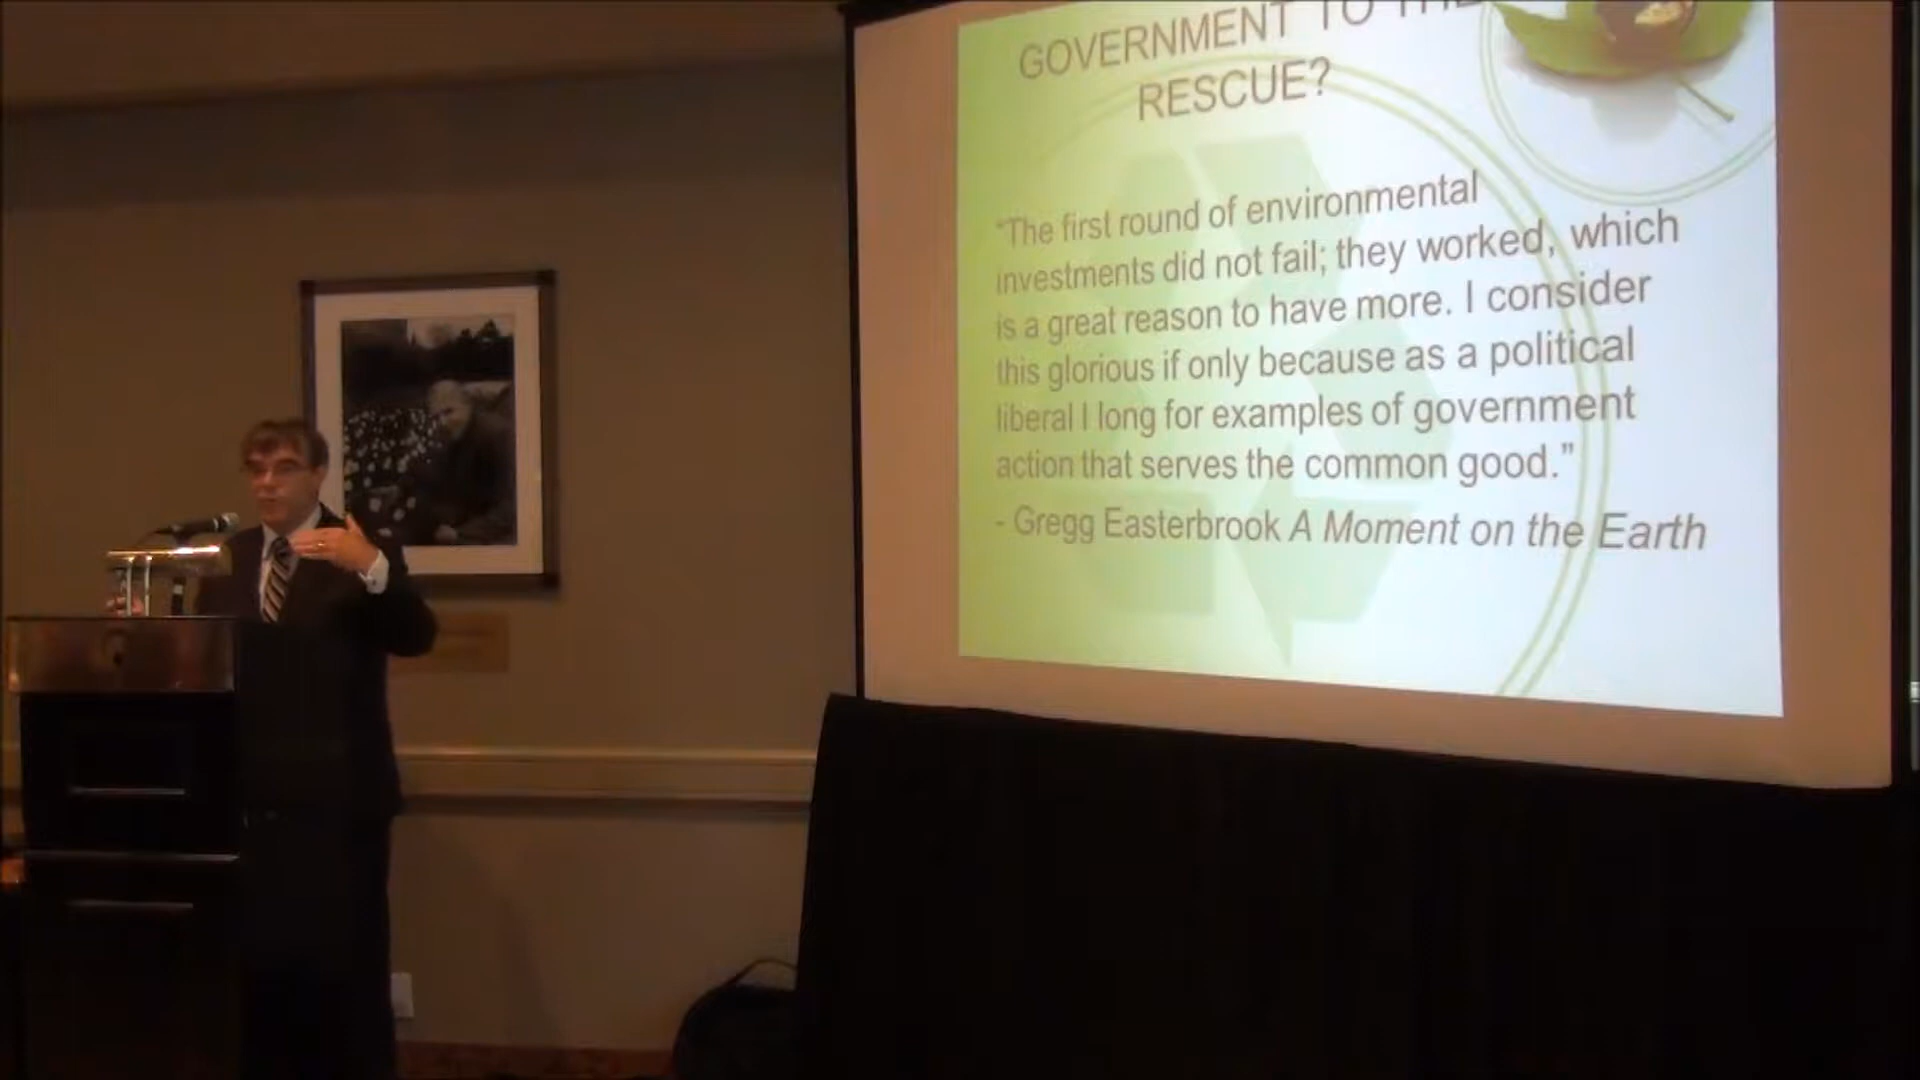 GOVERNMENT TO THE
RESCUE?
"The first round of environmental
investments did not fail; they worked, which
is a great reason to have more. I consider
this glorious if only because as a political
liberal I long for examples of government
action that serves the common good."
- Gregg Easterbrook A Moment on the Earth